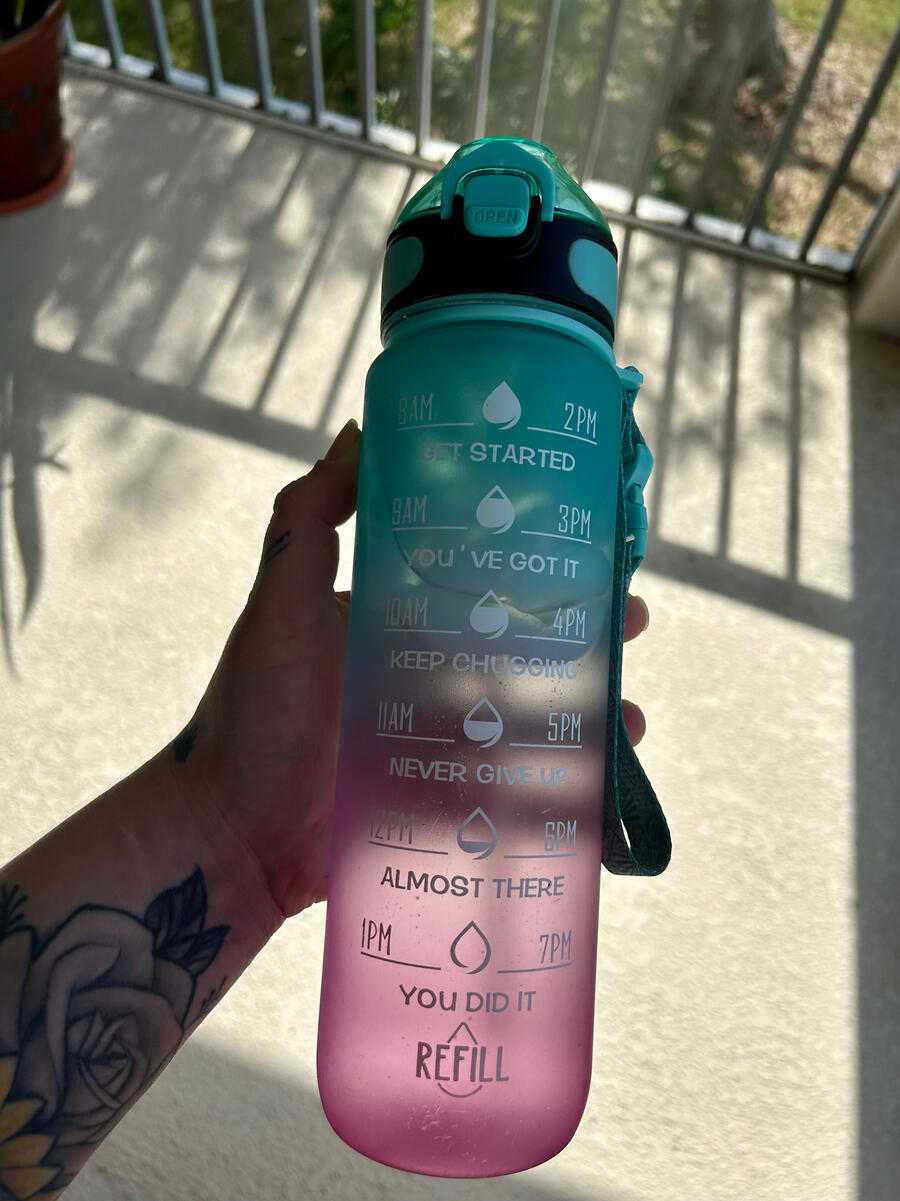 OPEN
8AM 2PM
GET STARTED
9AM 3PM
YOU'VE GOT IT
10AM 4PM
KEEP CHUGGING
11AM 5PM
NEVER GIVE UP
12PM 6PM
ALMOST THERE
1PM 7PM
YOU DID IT
REFILL